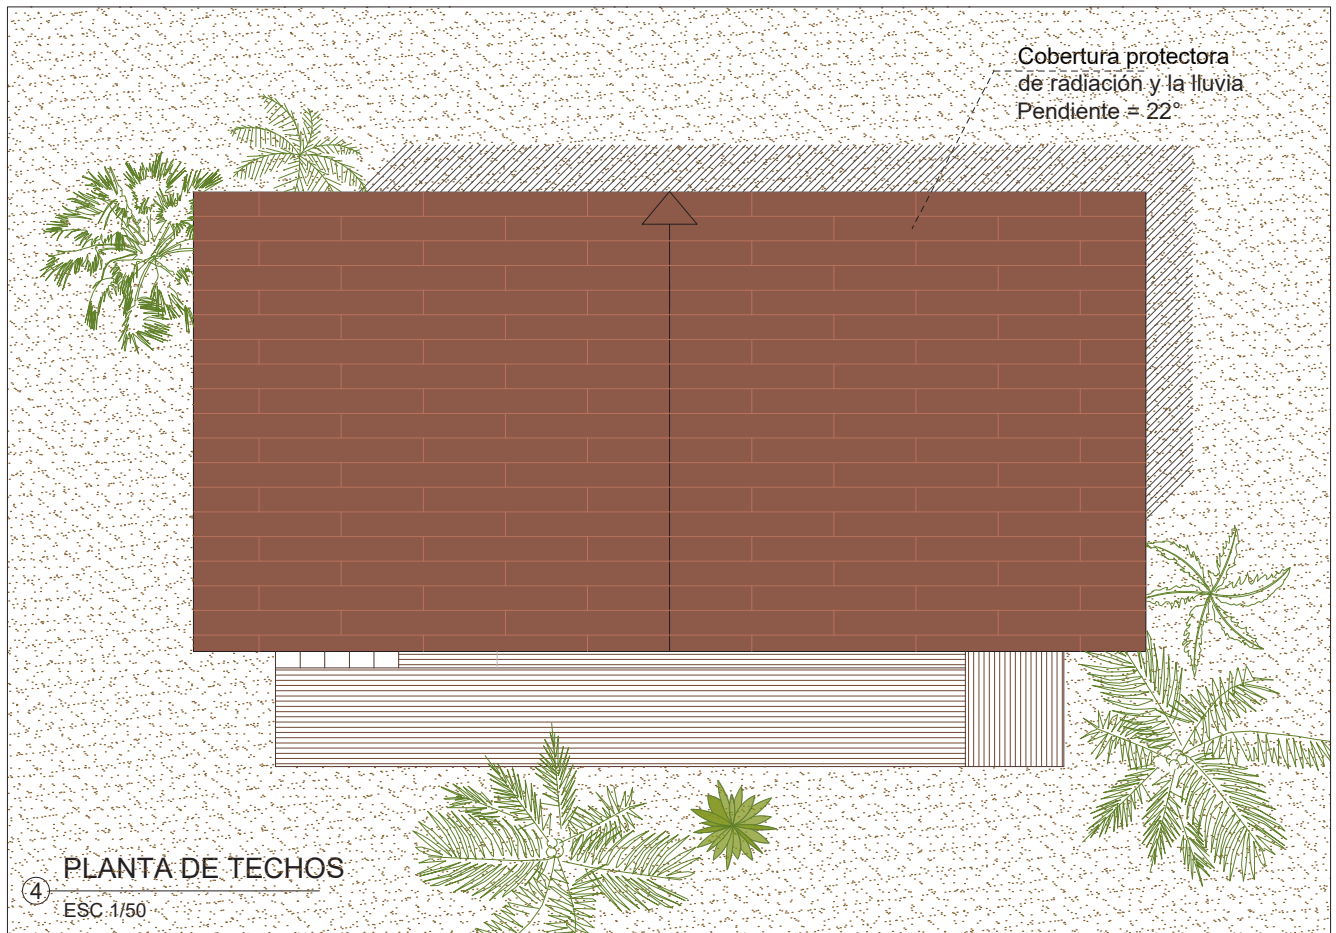 Cobertura protectora
de radiación y la lluvia
Pendiente = 22°
PLANTA DE TECHOS
4
ESC 1/50